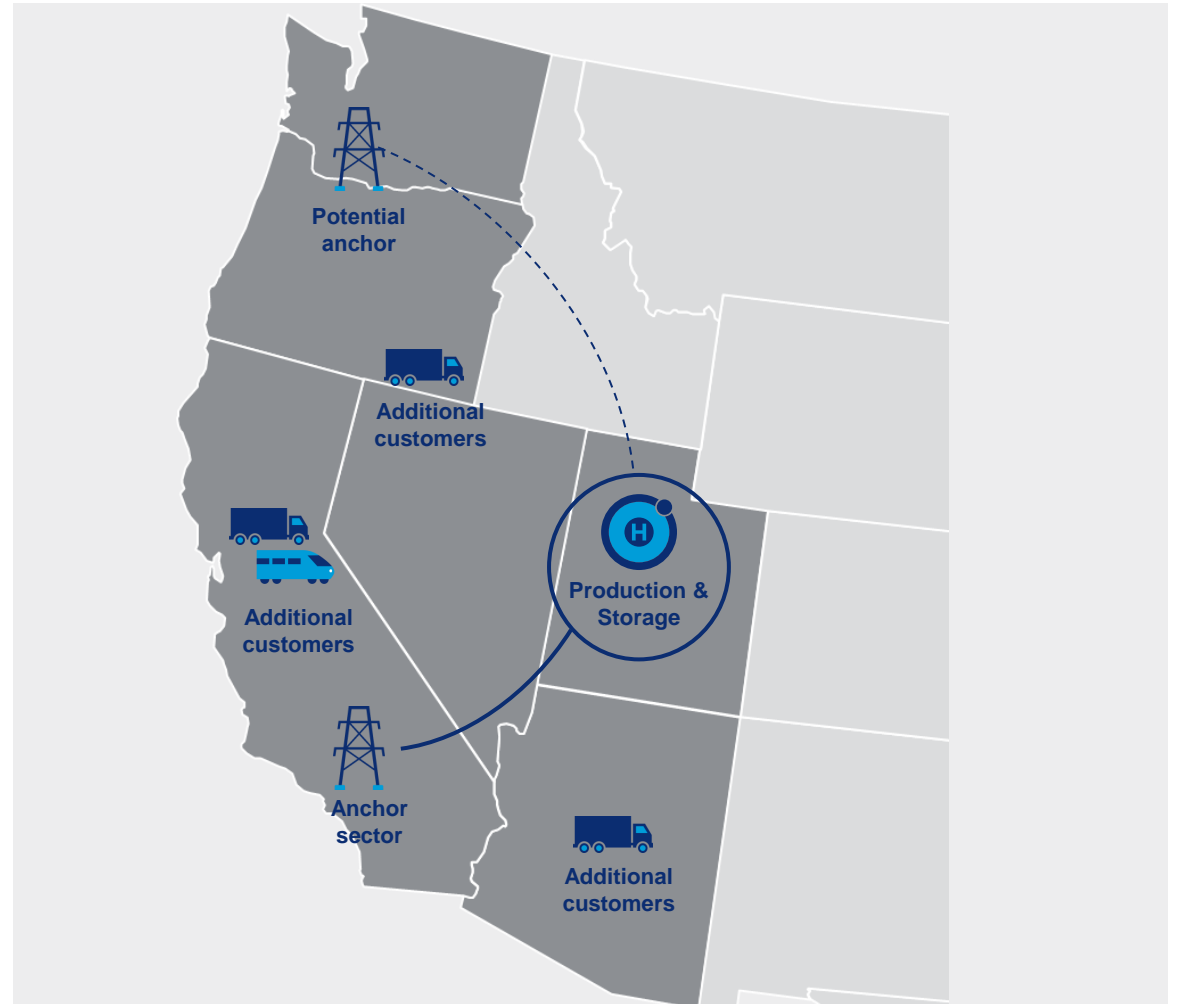 Potential
anchor
Additional
customers
H
Production &
Storage
Additional
customers
Anchor
sector
Additional
customers